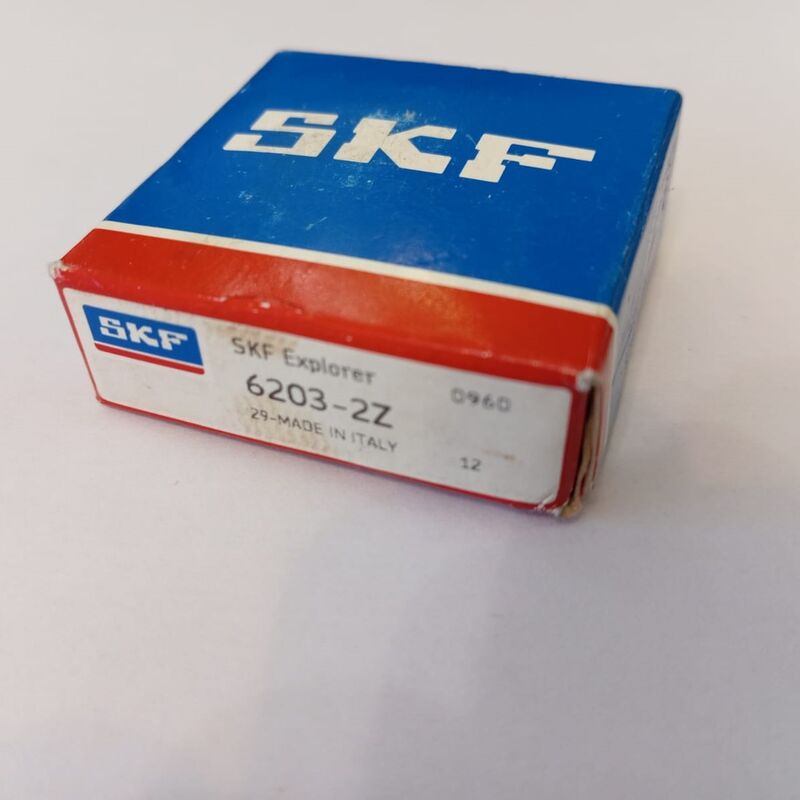 SKF
SKF
SKF Explorer
6203-2Z
29-MADE IN ITALY
0960
12